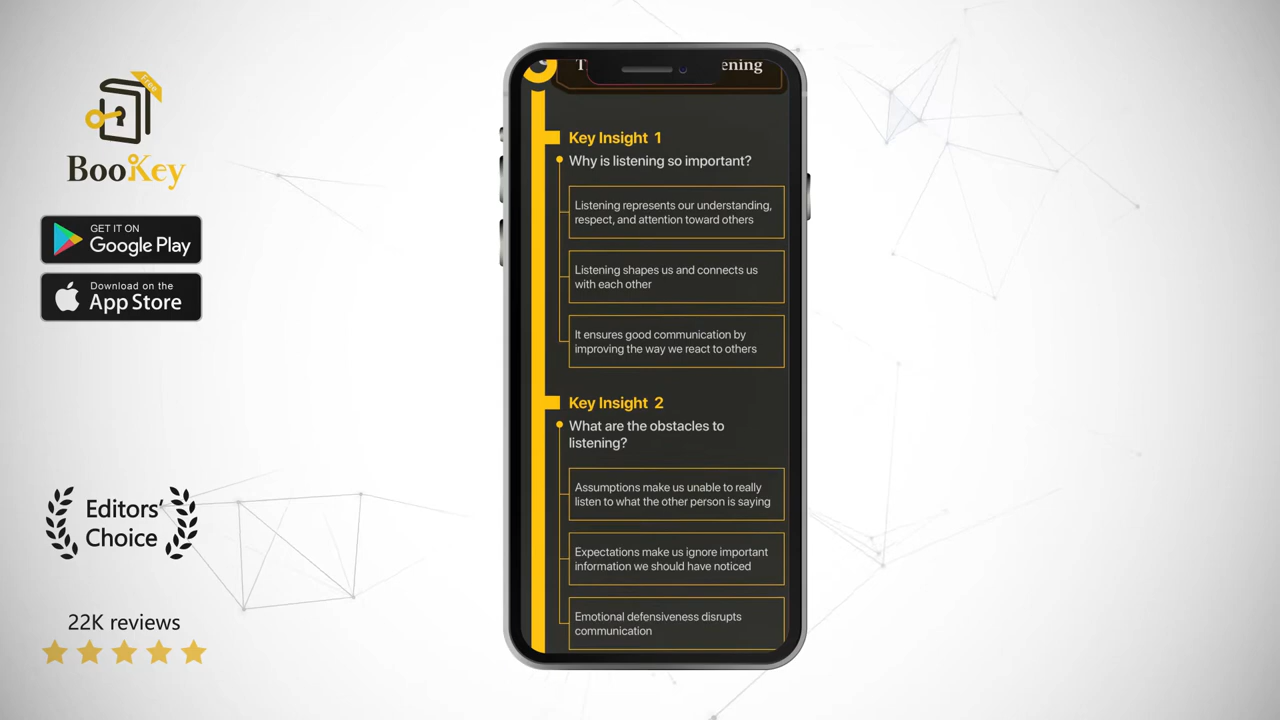 Free
BooKey
GET IT ON
Google Play
Download on the
App Store
Editors'
Choice
22K reviews
ening
Key Insight 1
Why is listening so important?
Listening represents our understanding,
respect, and attention toward others
Listening shapes us and connects us
with each other
It ensures good communication by
improving the way we react to others
Key Insight 2
What are the obstacles to
listening?
Assumptions make us unable to really
listen to what the other person is saying
Expectations make us ignore important
information we should have noticed
Emotional defensiveness disrupts
communication